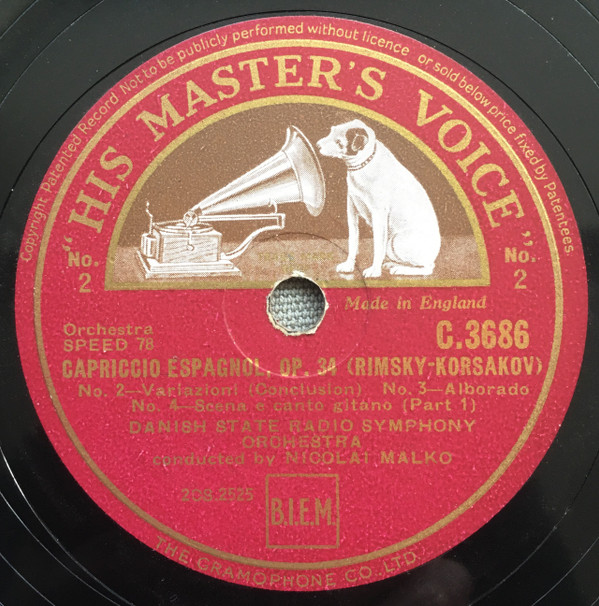 Copyright. Patented Record Not to be publicly performed without licence or sold below price fixed by Patentees.
"HIS MASTER'S VOICE"
No. 2
No. 2
Made in England
Orchestra
SPEED 78
C.3686
CAPRICCIO ESPAGNOL, OP. 34 (RIMSKY-KORSAKOV)
No. 2—Variazioni (Conclusion) No. 3—Alborado
No. 4—Scena e canto gitano (Part 1)
DANISH STATE RADIO SYMPHONY
ORCHESTRA
conducted by NICOLAI MALKO
2CS.2525
B.I.E.M.
THE GRAMOPHONE CO. LTD.